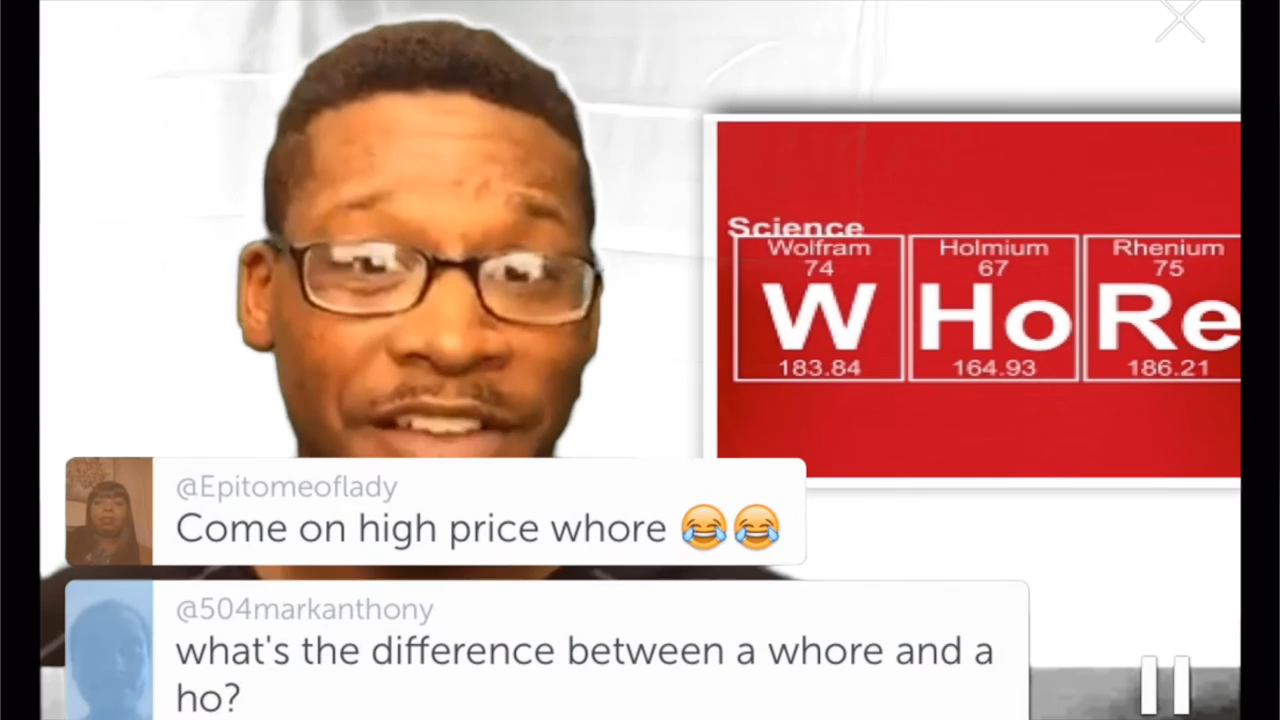 Science
Wolfram Holmium Rhenium
74 67 75
W Ho Re
183.84 164.93 186.21
@Epitomeoflady
Come on high price whore 😂😂
@504markanthony
what's the difference between a whore and a
ho?